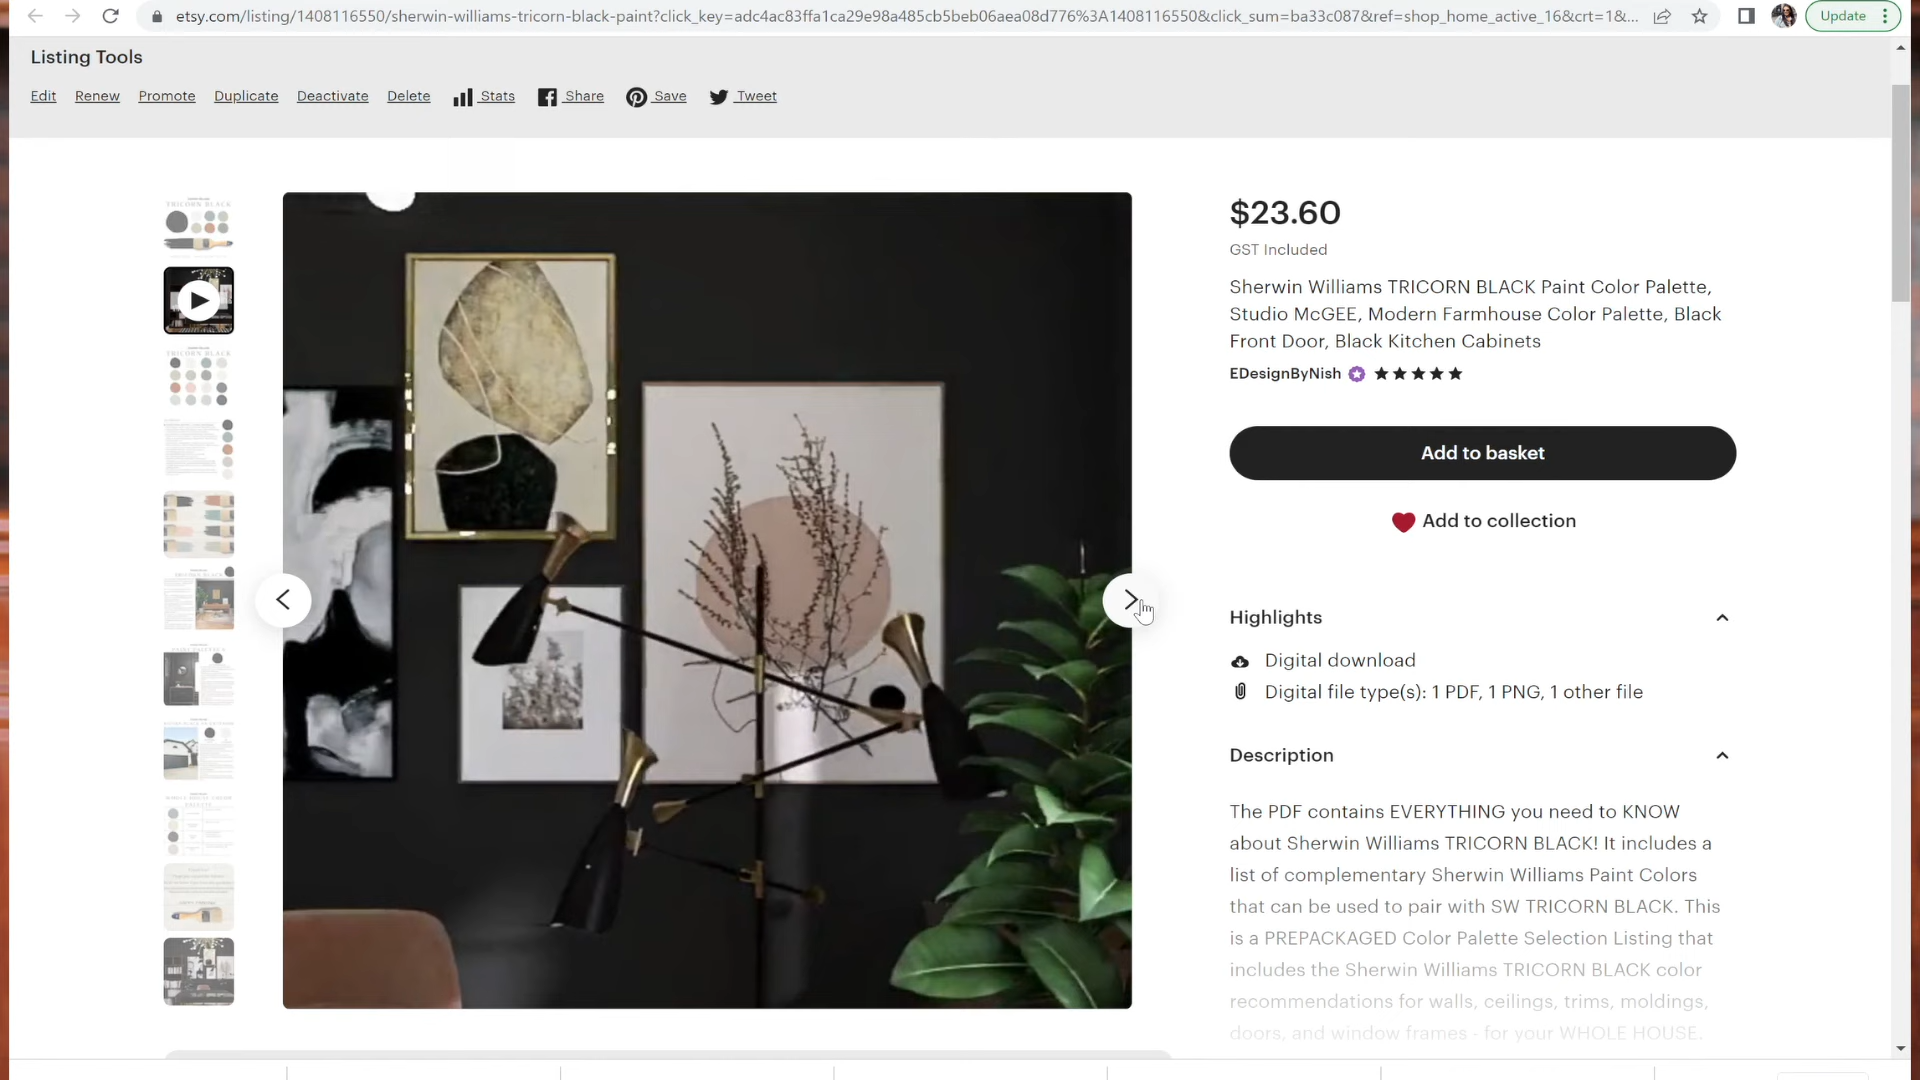 etsy.com/listing/1408116550/sherwin-williams-tricorn-black-paint?click_key=adc4ac83ffa1ca29e98a485cb5beb06aea08d776%3A1408116550&click_sum=ba33c087&ref=shop_home_active_16&crt=1&...
Update
Listing Tools
Edit Renew Promote Duplicate Deactivate Delete Stats Share Save Tweet
TRICORN BLACK
TRICORN BLACK
$23.60
GST Included
Sherwin Williams TRICORN BLACK Paint Color Palette,
Studio McGEE, Modern Farmhouse Color Palette, Black
Front Door, Black Kitchen Cabinets
EDesignByNish
Add to basket
Add to collection
Highlights
Digital download
Digital file type(s): 1 PDF, 1 PNG, 1 other file
Description
The PDF contains EVERYTHING you need to KNOW
about Sherwin Williams TRICORN BLACK! It includes a
list of complementary Sherwin Williams Paint Colors
that can be used to pair with SW TRICORN BLACK. This
is a PREPACKAGED Color Palette Selection Listing that
includes the Sherwin Williams TRICORN BLACK color
recommendations for walls, ceilings, trims, moldings,
doors, and window frames - for your WHOLE HOUSE.